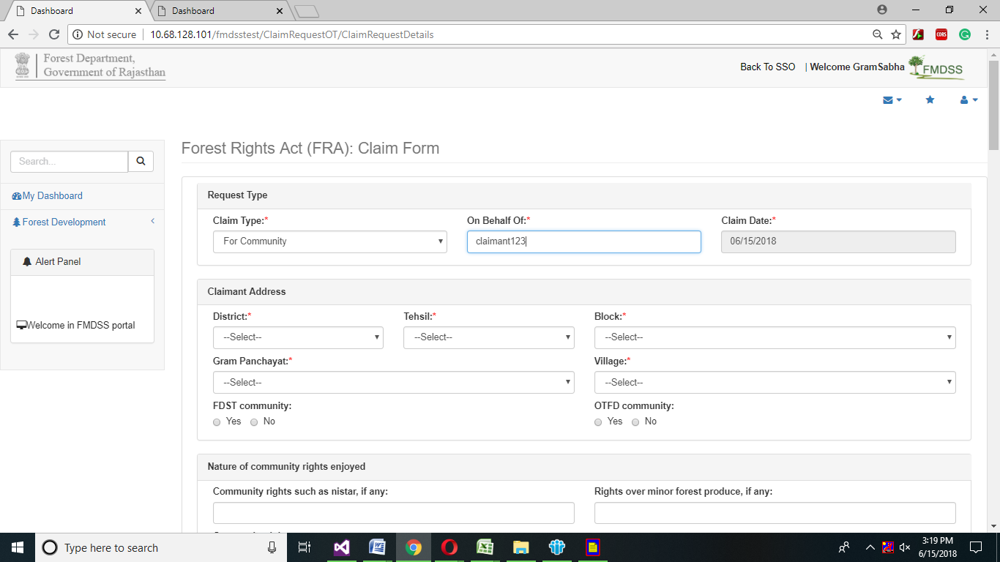 Dashboard
Dashboard
Not secure
10.68.128.101/fmdsstest/ClaimRequestOT/ClaimRequestDetails
CORS
Forest Department,
Government of Rajasthan
Back To SSO
| Welcome GramSabha
FMDSS
Search...
My Dashboard
Forest Development
Alert Panel
Welcome in FMDSS portal
Forest Rights Act (FRA): Claim Form
Request Type
Claim Type:* On Behalf Of:* Claim Date:*
For Community claimant123 06/15/2018
Claimant Address
District:* Tehsil:* Block:*
--Select-- --Select-- --Select--
Gram Panchayat:* Village:*
--Select-- --Select--
FDST community: OTFD community:
Yes No Yes No
Nature of community rights enjoyed
Community rights such as nistar, if any: Rights over minor forest produce, if any:
Type here to search
3:19 PM
6/15/2018